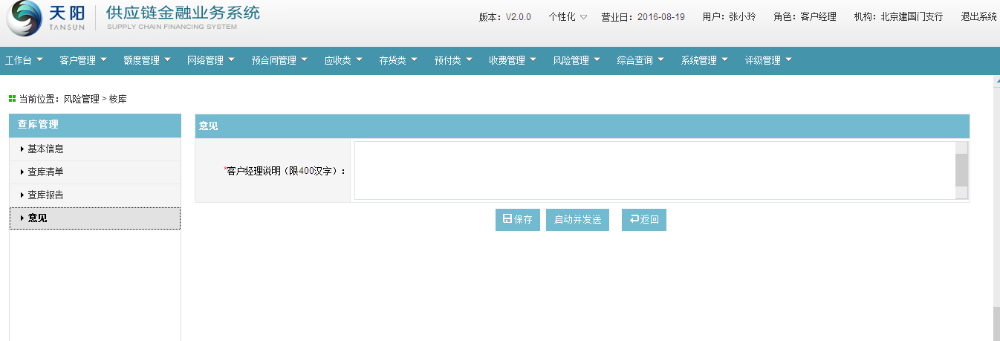 天阳 供应链金融业务系统
TANSUN SUPPLY CHAIN FINANCING SYSTEM
版本：V2.0.0 个性化 营业日：2016-08-19 用户：张小玲 角色：客户经理 机构：北京建国门支行 退出系统
工作台 客户管理 额度管理 网络管理 预合同管理 应收类 存货类 预付类 收费管理 风险管理 综合查询 系统管理 评级管理
当前位置：风险管理 > 核库
查库管理
基本信息
查库清单
查库报告
意见
意见
*客户经理说明（限400汉字）：
保存 启动并发送 返回